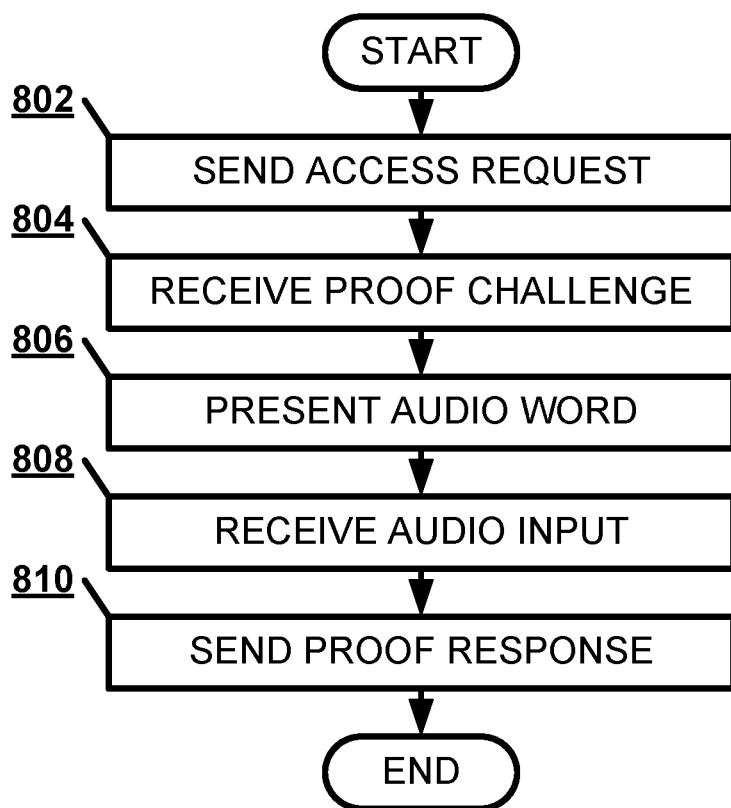 START
802
SEND ACCESS REQUEST
804
RECEIVE PROOF CHALLENGE
806
PRESENT AUDIO WORD
808
RECEIVE AUDIO INPUT
810
SEND PROOF RESPONSE
END